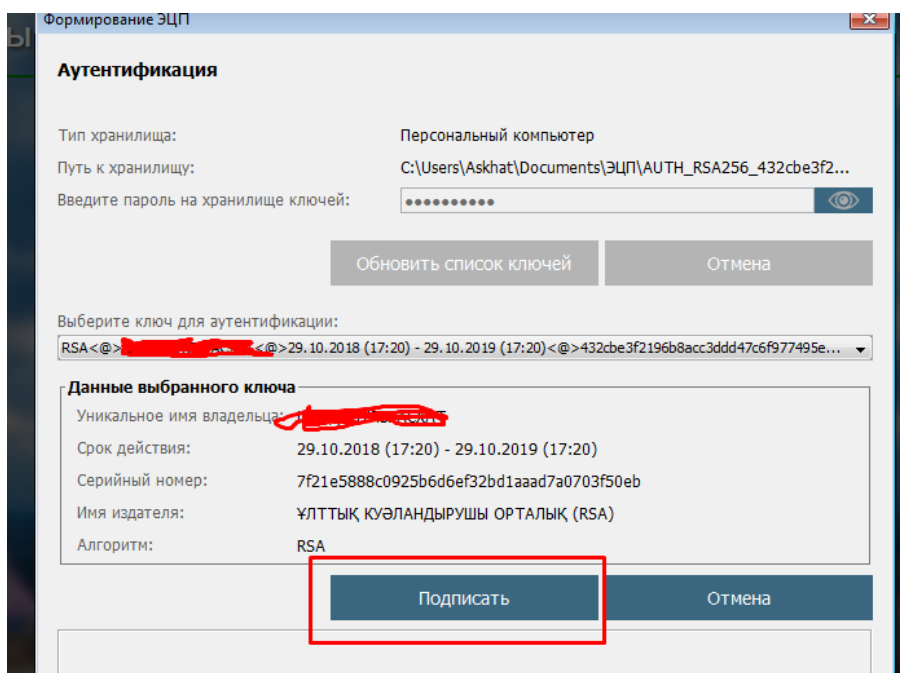 Ы
Формирование ЭЦП
Аутентификация
Тип хранилища: Персональный компьютер
Путь к хранилищу: C:\Users\Askhat\Documents\ЭЦП\AUTH_RSA256_432cbe3f2...
Введите пароль на хранилище ключей: ••••••••••
Обновить список ключей Отмена
Выберите ключ для аутентификации:
RSA<@> <@>29.10.2018 (17:20) - 29.10.2019 (17:20)<@>432cbe3f2196b8acc3ddd47c6f977495e...
Данные выбранного ключа
Уникальное имя владельца:
Срок действия: 29.10.2018 (17:20) - 29.10.2019 (17:20)
Серийный номер: 7f21e5888c0925b6d6ef32bd1aaad7a0703f50eb
Имя издателя: ҰЛТТЫҚ КУӘЛАНДЫРУШЫ ОРТАЛЫҚ (RSA)
Алгоритм: RSA
Подписать Отмена